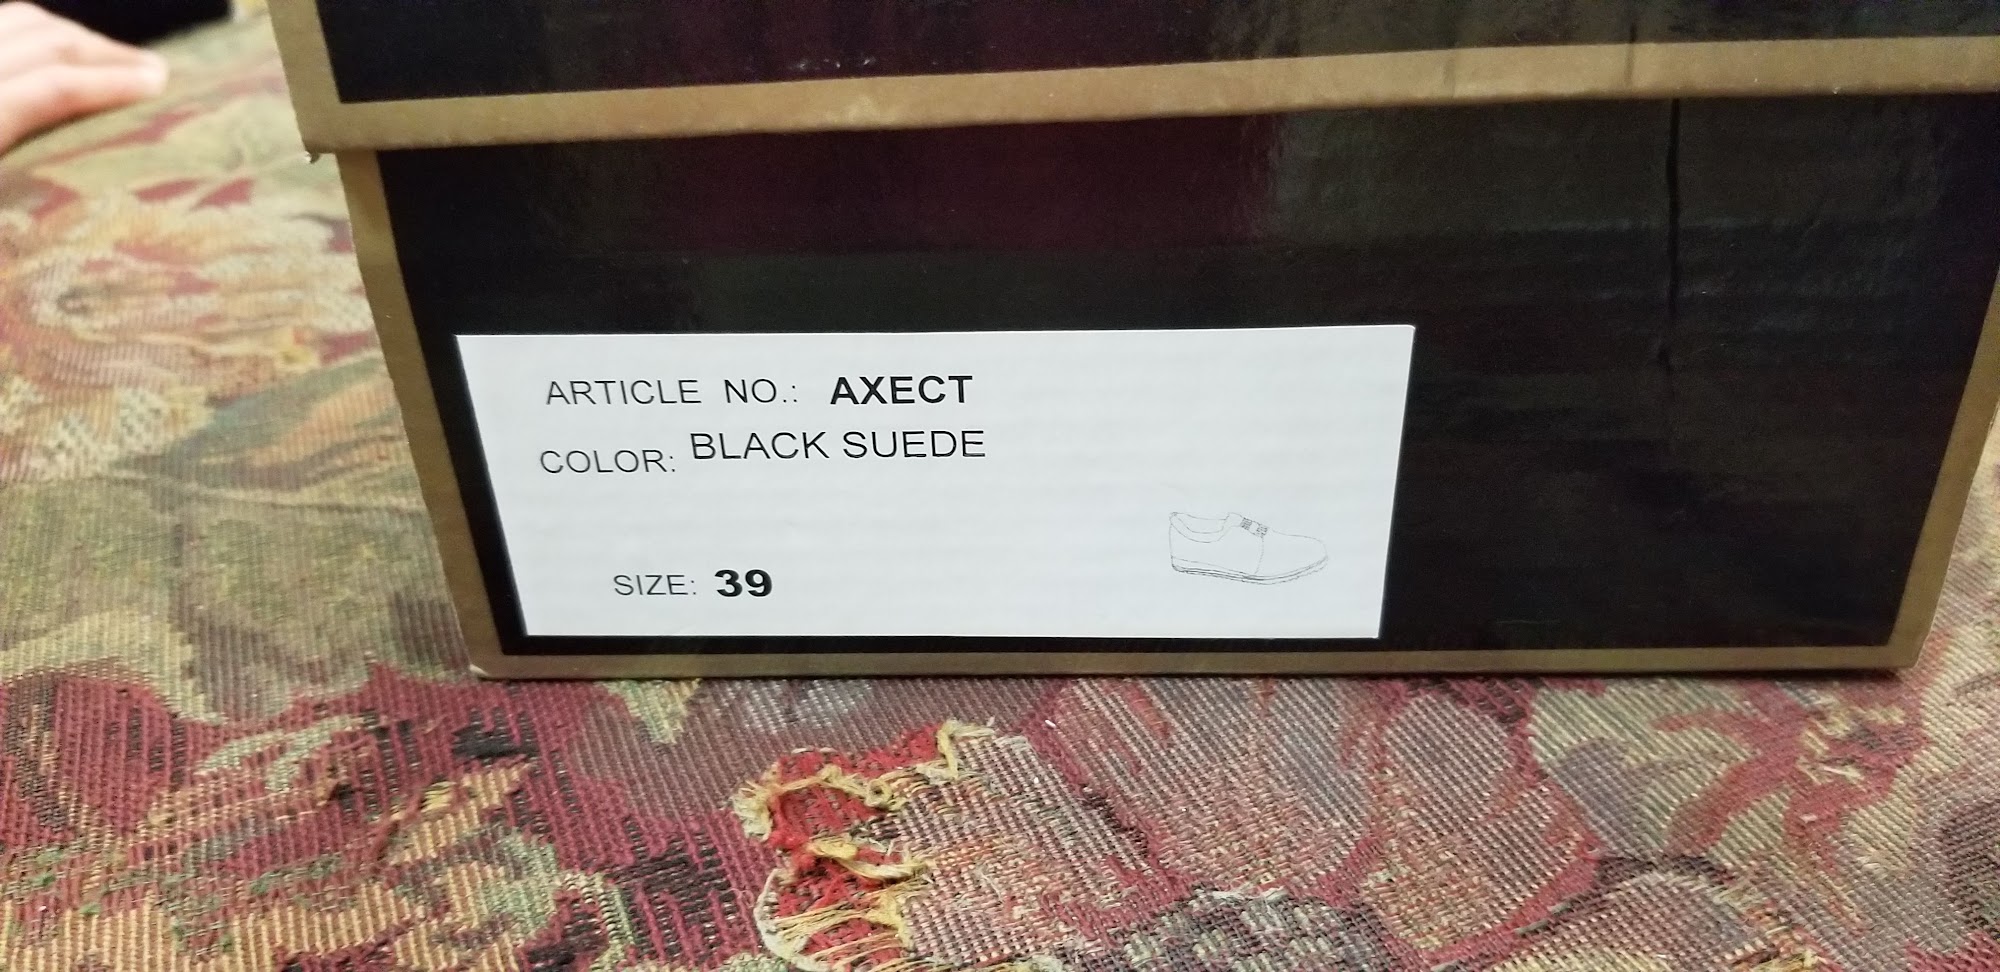 ARTICLE NO.: AXECT
COLOR: BLACK SUEDE
SIZE: 39